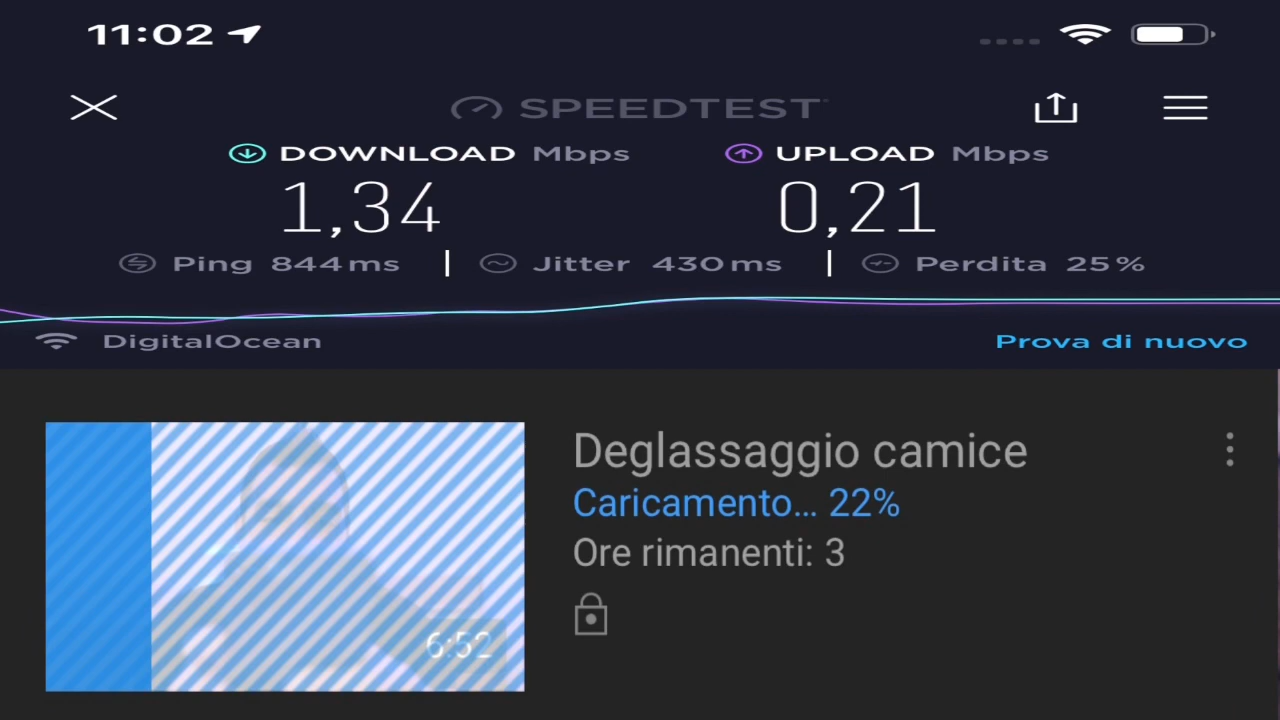 11:02
SPEEDTEST
DOWNLOAD Mbps UPLOAD Mbps
1,34 0,21
Ping 844 ms Jitter 430 ms Perdita 25 %
DigitalOcean Prova di nuovo
Deglassaggio camice
Caricamento... 22%
Ore rimanenti: 3
6:52